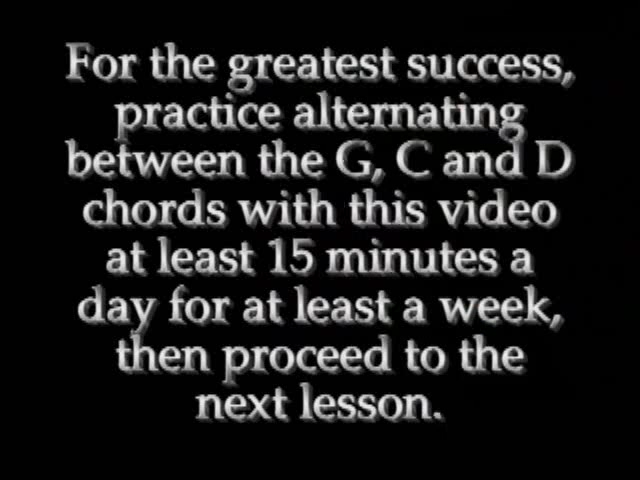 For the greatest success,
practice alternating
between the G, C and D
chords with this video
at least 15 minutes a
day for at least a week,
then proceed to the
next lesson.